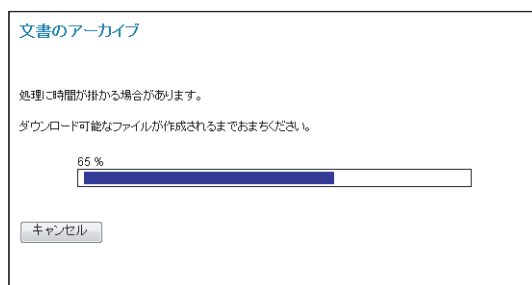 文書のアーカイブ
処理に時間が掛かる場合があります。
ダウンロード可能なファイルが作成されるまでおまちください。
65 %
キャンセル